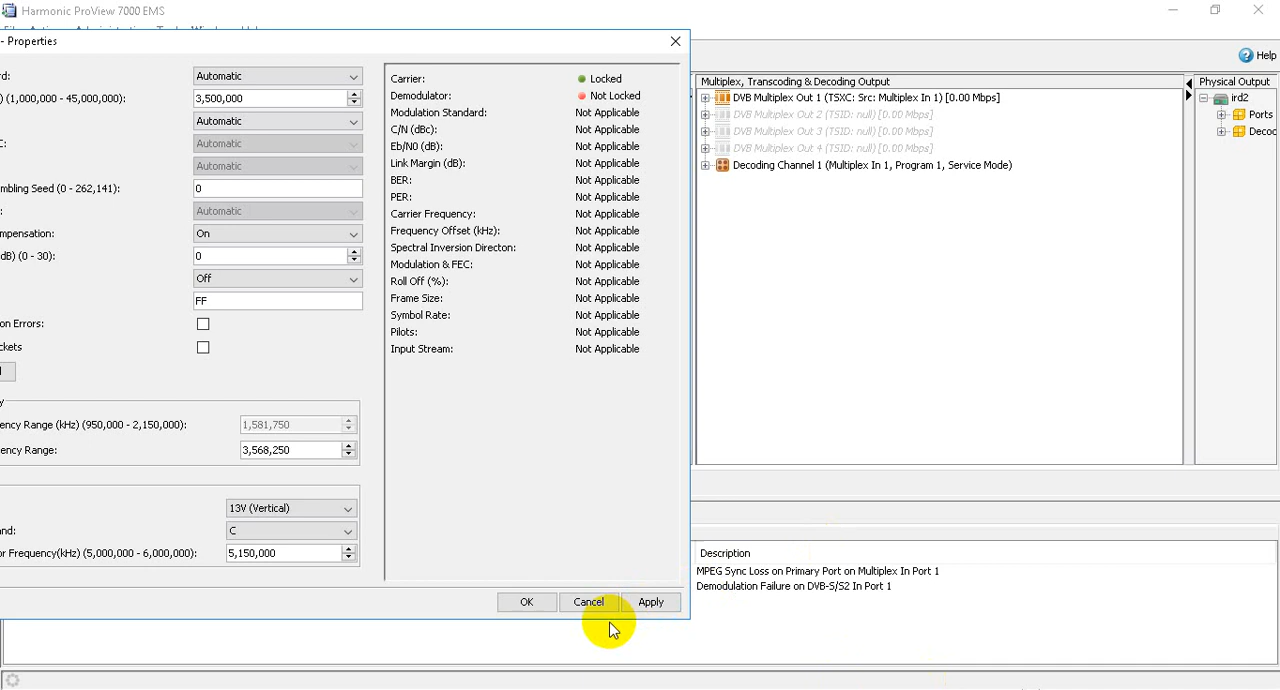 Harmonic ProView 7000 EMS
- Properties
Help
rd:
Automatic
) (1,000,000 - 45,000,000):
3,500,000
Automatic
C:
Automatic
Automatic
mbling Seed (0 - 262,141):
0
:
Automatic
mpensation:
On
dB) (0 - 30):
0
Off
FF
on Errors:
ckets
l
y
ency Range (kHz) (950,000 - 2,150,000):
1,581,750
ency Range:
3,568,250
13V (Vertical)
nd:
C
or Frequency(kHz) (5,000,000 - 6,000,000):
5,150,000
Carrier: Locked
Demodulator: Not Locked
Modulation Standard: Not Applicable
C/N (dBc): Not Applicable
Eb/N0 (dB): Not Applicable
Link Margin (dB): Not Applicable
BER: Not Applicable
PER: Not Applicable
Carrier Frequency: Not Applicable
Frequency Offset (kHz): Not Applicable
Spectral Inversion Directon: Not Applicable
Modulation & FEC: Not Applicable
Roll Off (%): Not Applicable
Frame Size: Not Applicable
Symbol Rate: Not Applicable
Pilots: Not Applicable
Input Stream: Not Applicable
OK
Cancel
Apply
Multiplex, Transcoding & Decoding Output
DVB Multiplex Out 1 (TSXC: Src: Multiplex In 1) [0.00 Mbps]
DVB Multiplex Out 2 (TSID: null) [0.00 Mbps]
DVB Multiplex Out 3 (TSID: null) [0.00 Mbps]
DVB Multiplex Out 4 (TSID: null) [0.00 Mbps]
Decoding Channel 1 (Multiplex In 1, Program 1, Service Mode)
Physical Output
ird2
Ports
Decod
Description
MPEG Sync Loss on Primary Port on Multiplex In Port 1
Demodulation Failure on DVB-S/S2 In Port 1